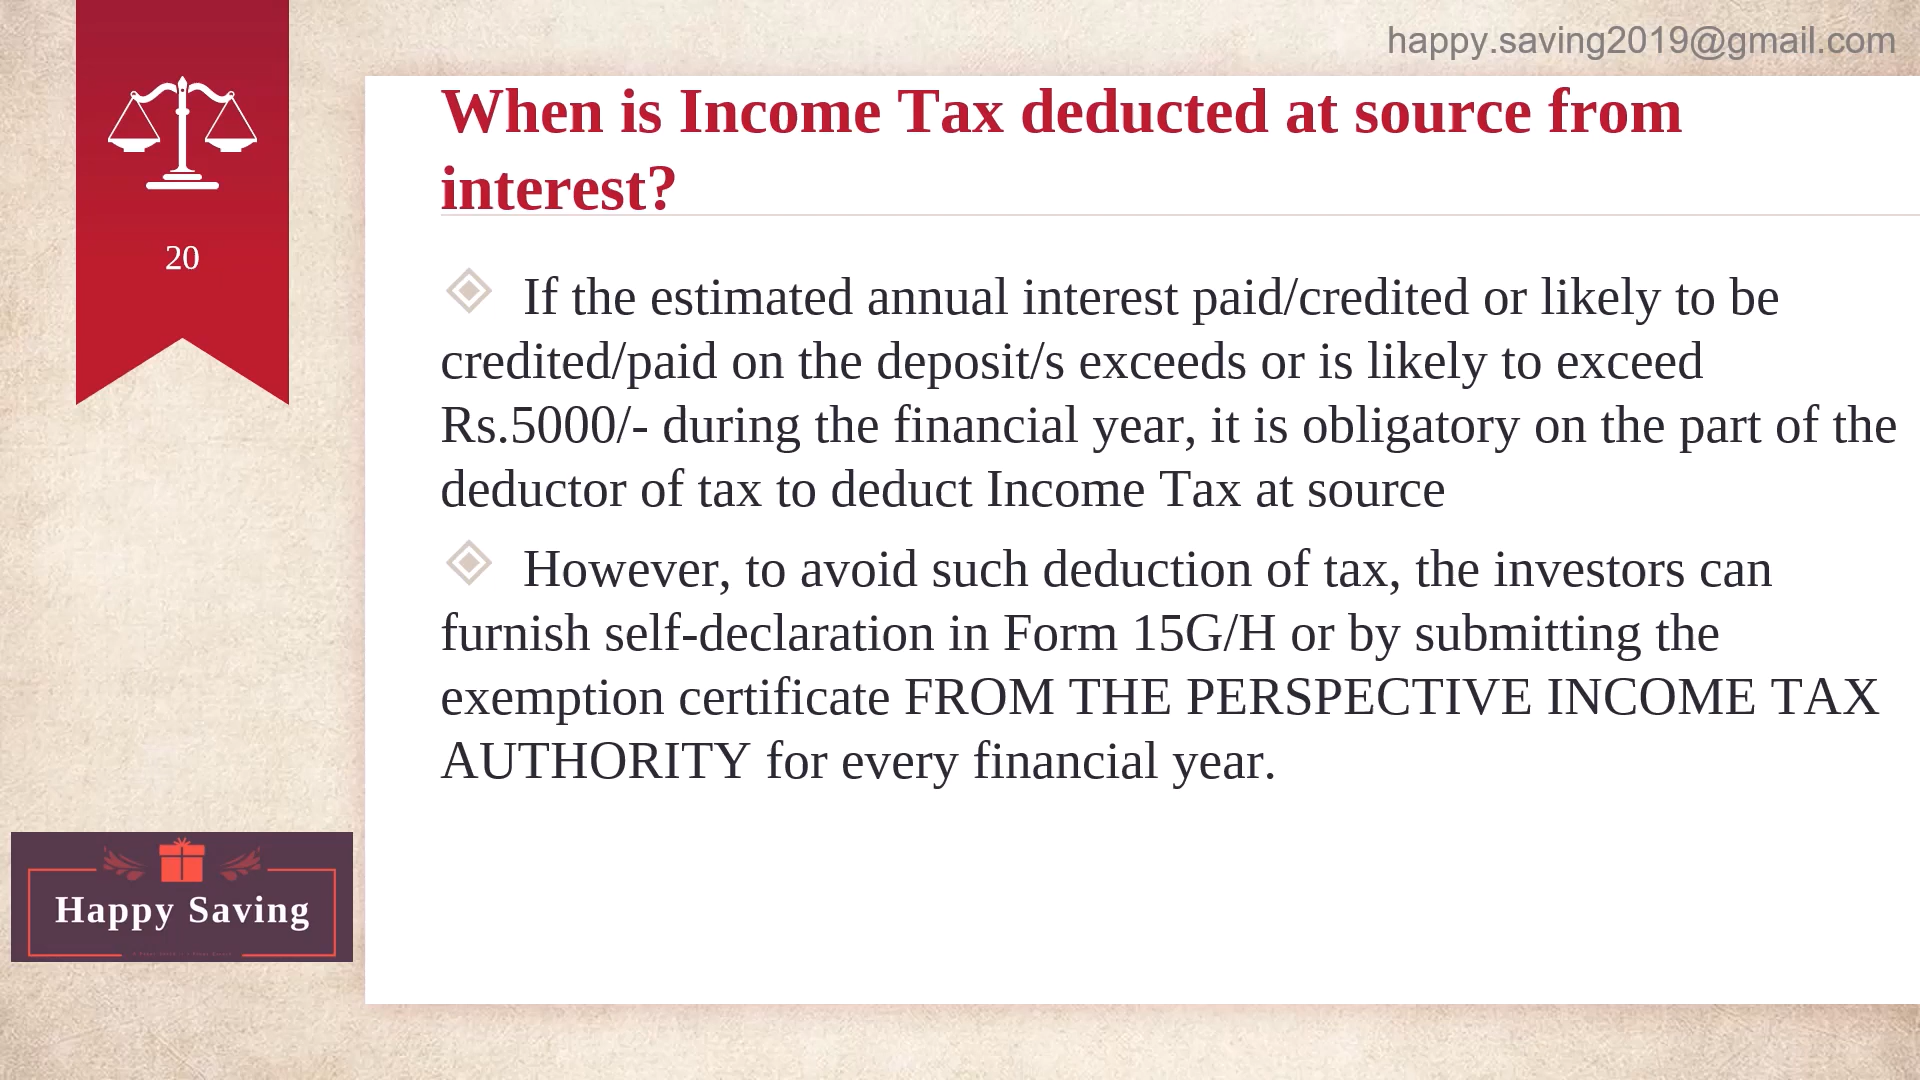 happy.saving2019@gmail.com
When is Income Tax deducted at source from
interest?
20
If the estimated annual interest paid/credited or likely to be
credited/paid on the deposit/s exceeds or is likely to exceed
Rs.5000/- during the financial year, it is obligatory on the part of the
deductor of tax to deduct Income Tax at source
However, to avoid such deduction of tax, the investors can
furnish self-declaration in Form 15G/H or by submitting the
exemption certificate FROM THE PERSPECTIVE INCOME TAX
AUTHORITY for every financial year.
Happy Saving